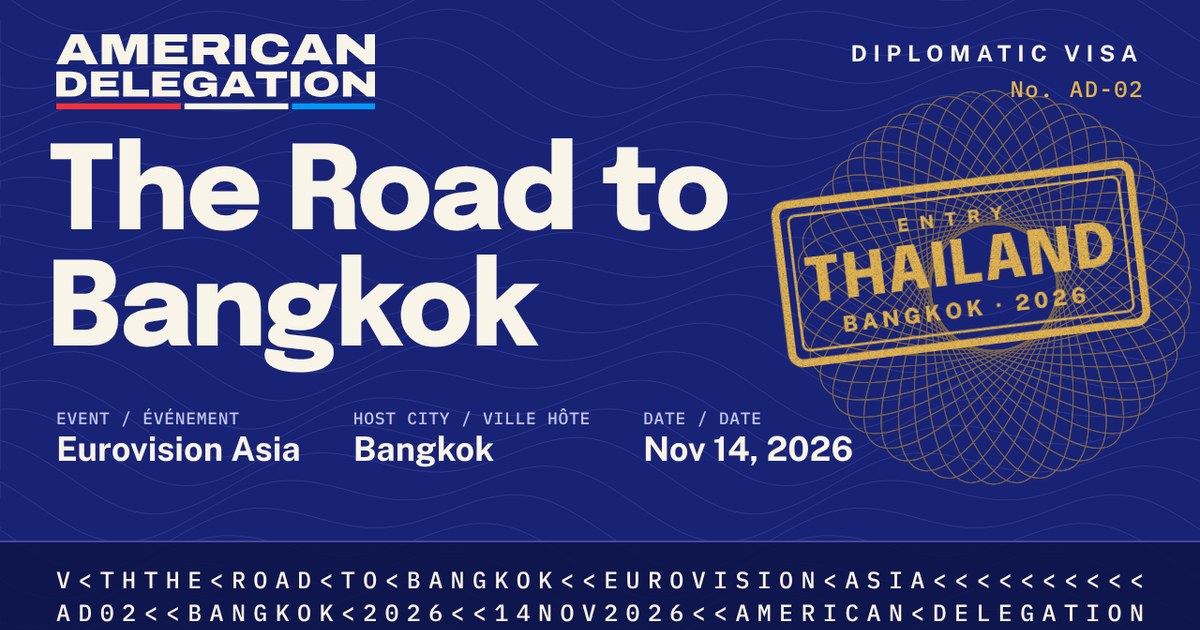 AMERICAN
DELEGATION
DIPLOMATIC VISA
No. AD-02
The Road to
Bangkok
ENTRY
THAILAND
BANGKOK · 2026
EVENT / ÉVÉNEMENT
Eurovision Asia
HOST CITY / VILLE HÔTE
Bangkok
DATE / DATE
Nov 14, 2026
V<THTHE<ROAD<TO<BANGKOK<<EUROVISION<ASIA<<<<<<<<<<
AD02<<BANGKOK<2026<<14NOV2026<<AMERICAN<DELEGATION